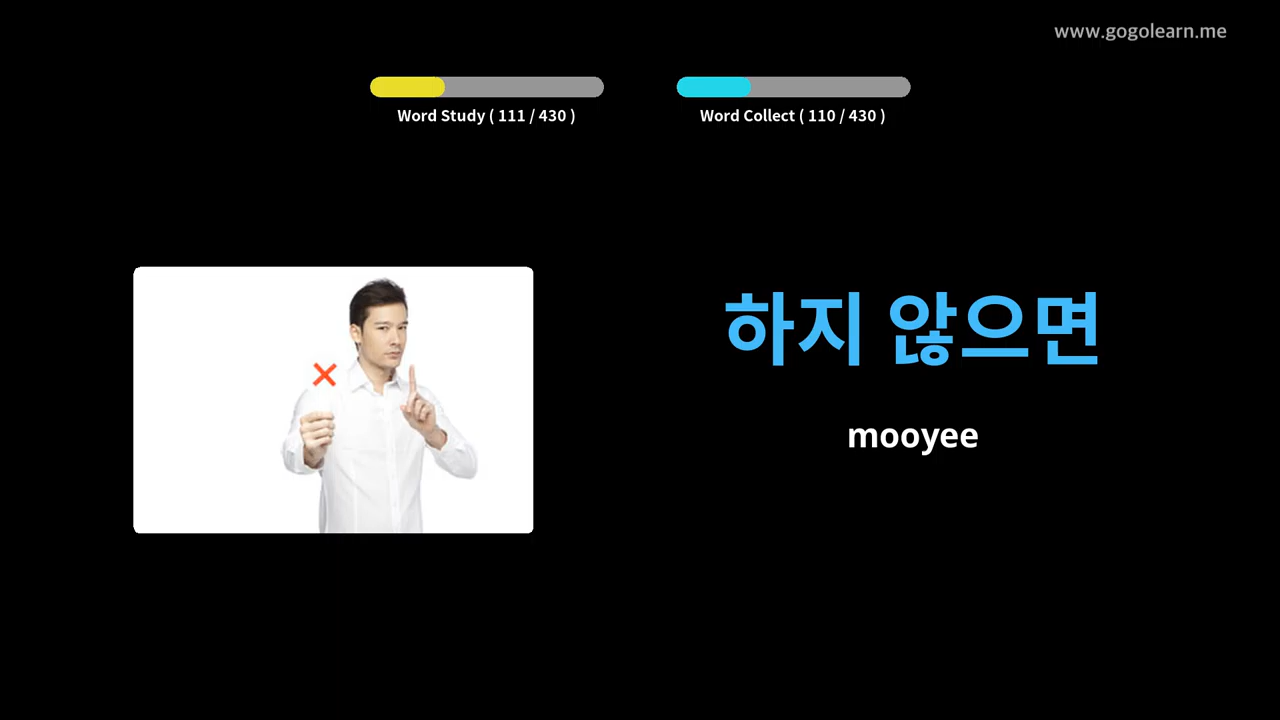 www.gogolearn.me
Word Study ( 111 / 430 )
Word Collect ( 110 / 430 )
하지 않으면
mooyee